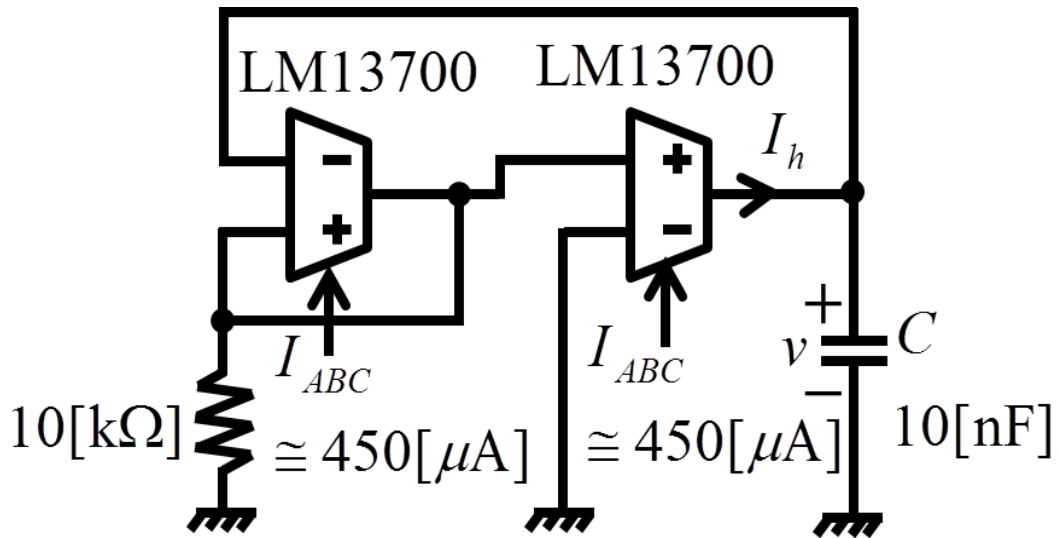 LM13700
LM13700
−
+
+
−
I_h
I_ABC
I_ABC
10[kΩ]
≅ 450[μA]
≅ 450[μA]
+
v
−
C
10[nF]